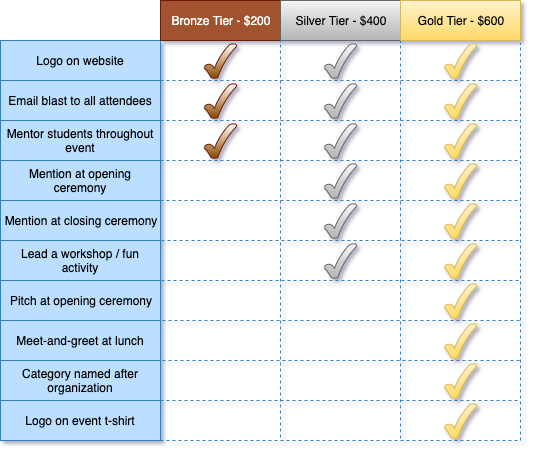 Bronze Tier - $200
Silver Tier - $400
Gold Tier - $600
Logo on website
Email blast to all attendees
Mentor students throughout
event
Mention at opening
ceremony
Mention at closing ceremony
Lead a workshop / fun
activity
Pitch at opening ceremony
Meet-and-greet at lunch
Category named after
organization
Logo on event t-shirt